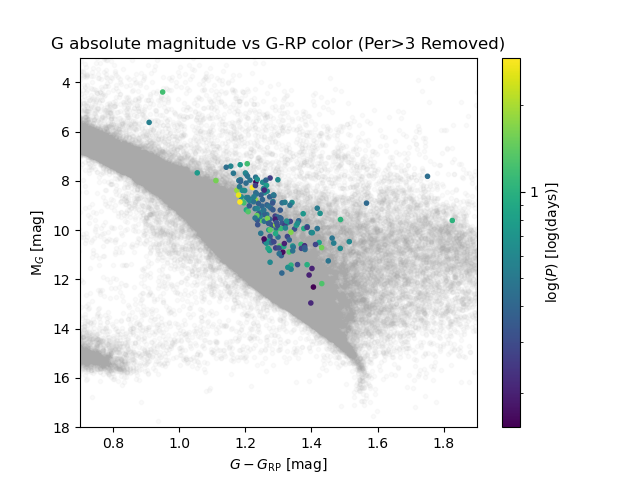 G absolute magnitude vs G-RP color (Per>3 Removed)
4
6
8
10
12
14
16
18
M_G [mag]
0.8 1.0 1.2 1.4 1.6 1.8
G − G_RP [mag]
1
log(P) [log(days)]